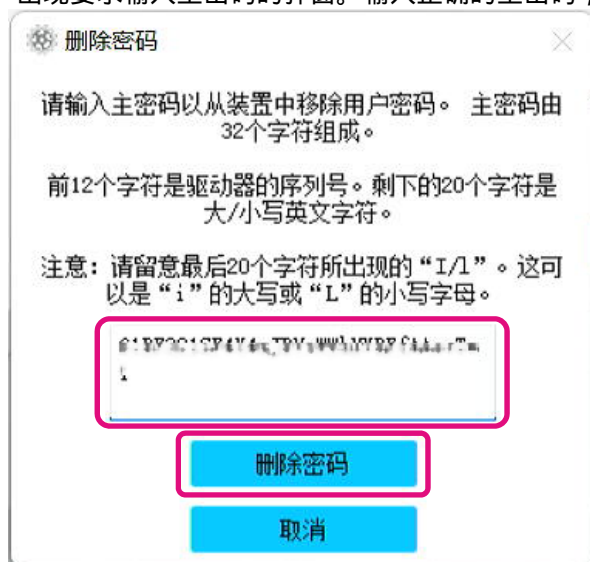 删除密码
请输入主密码以从装置中移除用户密码。 主密码由
32个字符组成。
前12个字符是驱动器的序列号。剩下的20个字符是
大/小写英文字符。
注意：请留意最后20个字符所出现的“I/l”。这可
以是“i”的大写或“L”的小写字母。
删除密码
取消